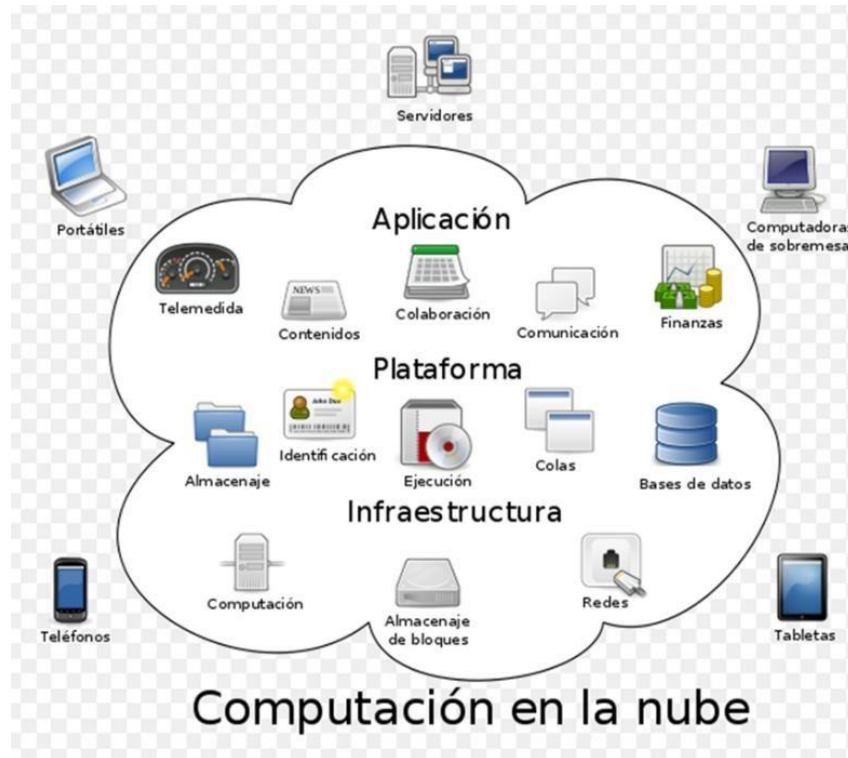 Servidores
Portátiles
Computadoras
de sobremesa
Aplicación
Telemedida
NEWS
Contenidos
Colaboración
Comunicación
Finanzas
Plataforma
Almacenaje
John Doe
Identificación
Ejecución
Colas
Bases de datos
Infraestructura
Computación
Almacenaje
de bloques
Redes
Teléfonos
Tabletas
Computación en la nube